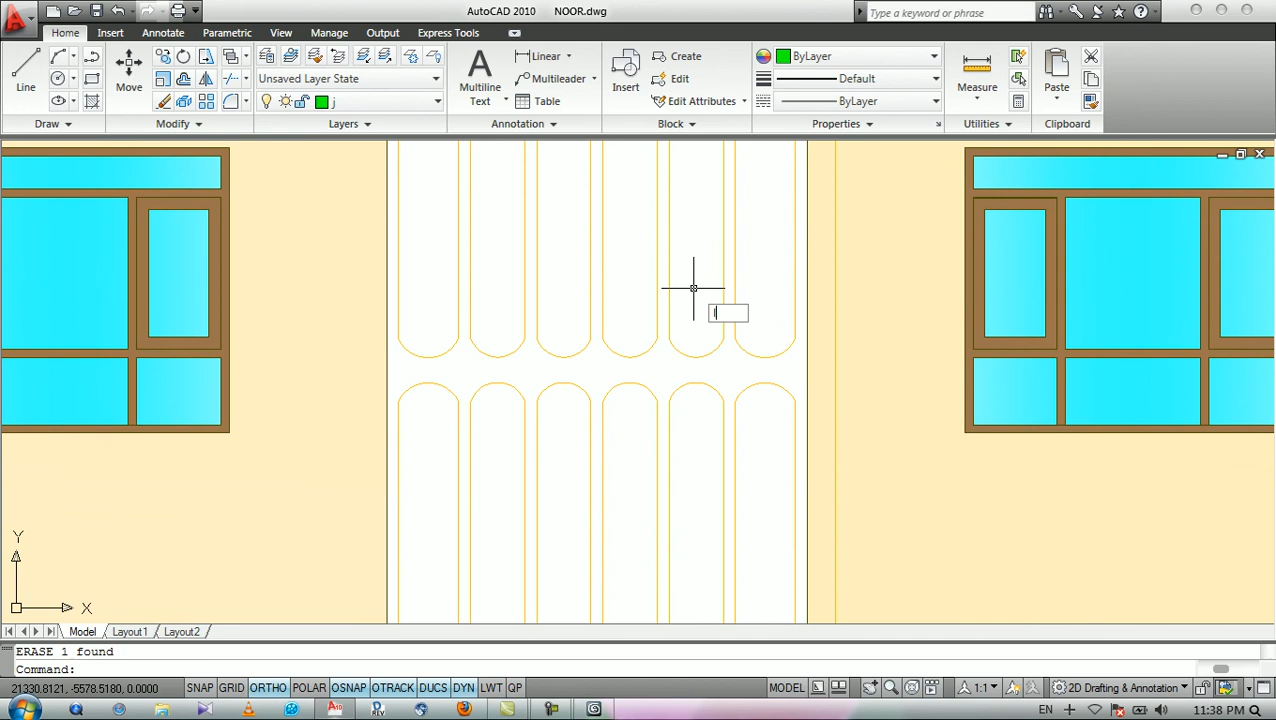 AutoCAD 2010 NOOR.dwg
Type a keyword or phrase
Home Insert Annotate Parametric View Manage Output Express Tools
Line Move Unsaved Layer State j
Multiline Text Linear Multileader Table
Insert Create Edit Edit Attributes
ByLayer Default ByLayer
Measure Paste
Draw Modify Layers Annotation Block Properties Utilities Clipboard
l
Y
X
Model Layout1 Layout2
ERASE 1 found
Command:
21330.8121, -5578.5180, 0.0000 SNAP GRID ORTHO POLAR OSNAP OTRACK DUCS DYN LWT QP MODEL 1:1 2D Drafting & Annotation
EN 11:38 PM